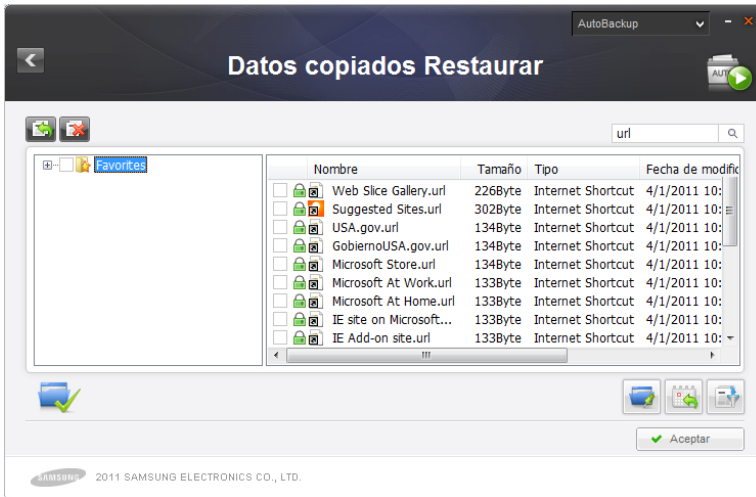 AutoBackup
Datos copiados Restaurar
AUTO
url
Favorites
Nombre Tamaño Tipo Fecha de modific
Web Slice Gallery.url 226Byte Internet Shortcut 4/1/2011 10:
Suggested Sites.url 302Byte Internet Shortcut 4/1/2011 10:
USA.gov.url 134Byte Internet Shortcut 4/1/2011 10:
GobiernoUSA.gov.url 134Byte Internet Shortcut 4/1/2011 10:
Microsoft Store.url 134Byte Internet Shortcut 4/1/2011 10:
Microsoft At Work.url 133Byte Internet Shortcut 4/1/2011 10:
Microsoft At Home.url 133Byte Internet Shortcut 4/1/2011 10:
IE site on Microsoft... 133Byte Internet Shortcut 4/1/2011 10:
IE Add-on site.url 133Byte Internet Shortcut 4/1/2011 10:
Aceptar
SAMSUNG 2011 SAMSUNG ELECTRONICS CO., LTD.